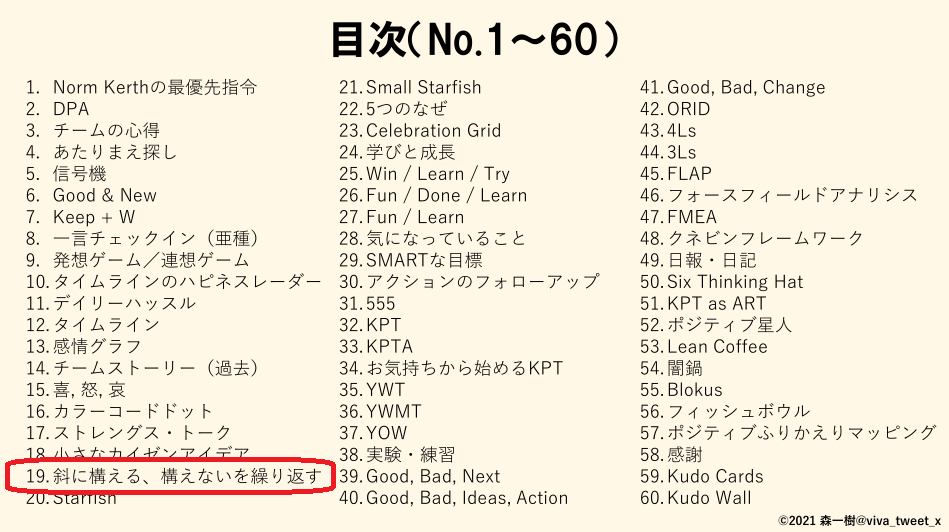 目次(No.1～60)
1. Norm Kerthの最優先指令
2. DPA
3. チームの心得
4. あたりまえ探し
5. 信号機
6. Good & New
7. Keep + W
8. 一言チェックイン（亜種）
9. 発想ゲーム／連想ゲーム
10. タイムラインのハピネスレーダー
11. デイリーハッスル
12. タイムライン
13. 感情グラフ
14. チームストーリー（過去）
15. 喜, 怒, 哀
16. カラーコードドット
17. ストレングス・トーク
18. 小さなカイゼンアイデア
19. 斜に構える、構えないを繰り返す
20. Starfish
21. Small Starfish
22. 5つのなぜ
23. Celebration Grid
24. 学びと成長
25. Win / Learn / Try
26. Fun / Done / Learn
27. Fun / Learn
28. 気になっていること
29. SMARTな目標
30. アクションのフォローアップ
31. 555
32. KPT
33. KPTA
34. お気持ちから始めるKPT
35. YWT
36. YWMT
37. YOW
38. 実験・練習
39. Good, Bad, Next
40. Good, Bad, Ideas, Action
41. Good, Bad, Change
42. ORID
43. 4Ls
44. 3Ls
45. FLAP
46. フォースフィールドアナリシス
47. FMEA
48. クネビンフレームワーク
49. 日報・日記
50. Six Thinking Hat
51. KPT as ART
52. ポジティブ星人
53. Lean Coffee
54. 闇鍋
55. Blokus
56. フィッシュボウル
57. ポジティブふりかえりマッピング
58. 感謝
59. Kudo Cards
60. Kudo Wall
©2021 森一樹@viva_tweet_x